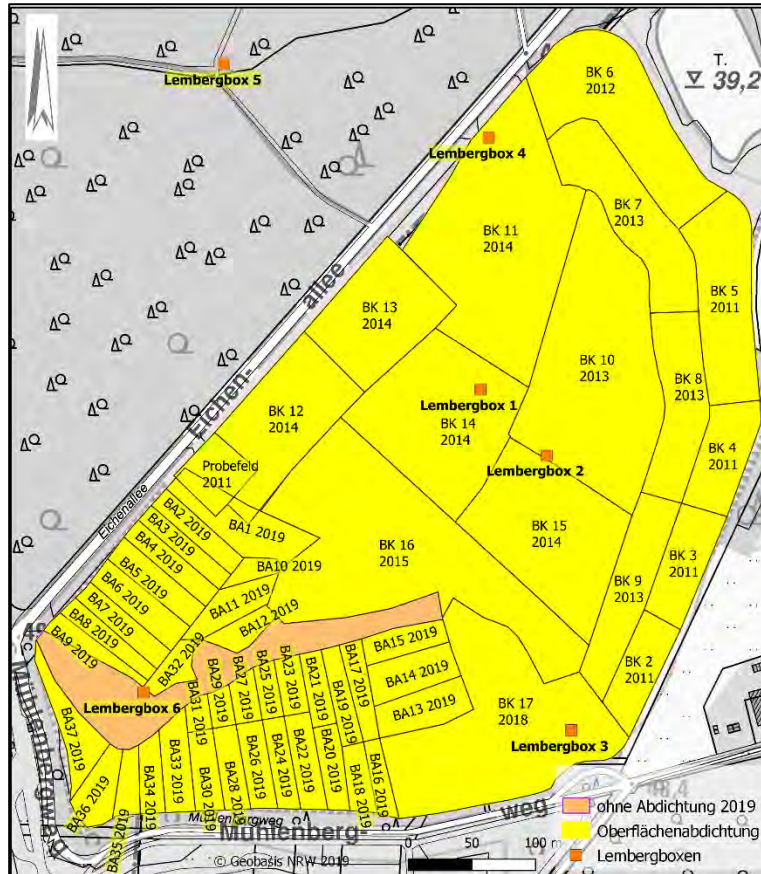 T.
39,2
Lembergbox 5
BK 6
2012
Lembergbox 4
BK 7
2013
BK 11
2014
BK 5
2011
allee
BK 13
2014
BK 10
2013
BK 8
2013
Eichen-
Lembergbox 1
BK 14
2014
BK 12
2014
BK 4
2011
Lembergbox 2
Probefeld
2011
Eichenallee
BA2 2019
BA1 2019
BA3 2019
BA4 2019
BK 15
2014
BK 16
2015
BK 3
2011
BA10 2019
BA5 2019
BA6 2019
BK 9
2013
BA11 2019
BA7 2019
BA8 2019
BA12 2019
BA9 2019
BA32 2019
BA15 2019
BA17 2019
BA14 2019
BA13 2019
BK 2
2011
BA19 2019
BA21 2019
BA23 2019
BA25 2019
BA27 2019
BA29 2019
BA31 2019
Lembergbox 6
BK 17
2018
Lembergbox 3
BA37 2019
BA36 2019
BA35 2019
BA34 2019
BA33 2019
BA30 2019
BA28 2019
BA26 2019
BA24 2019
BA22 2019
BA20 2019
BA18 2019
BA16 2019
Mühlenbergweg
Mühlenbergweg
Mühlenberg-
weg
ohne Abdichtung 2019
Oberflächenabdichtung
Lembergboxen
0 50 100 m
© Geobasis NRW 2019